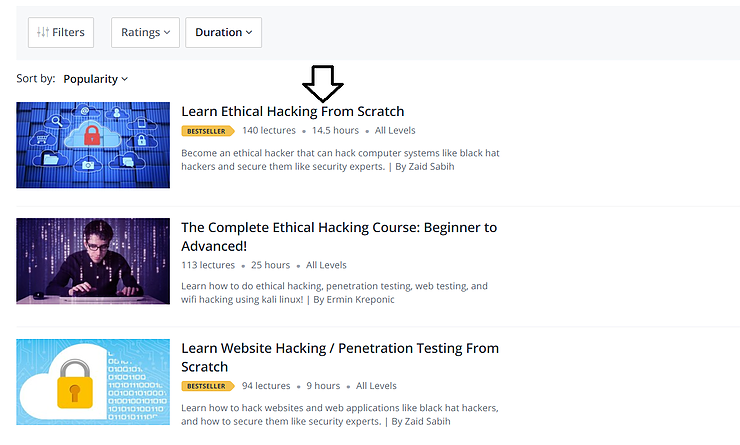 Filters Ratings Duration
Sort by: Popularity
Learn Ethical Hacking From Scratch
BESTSELLER 140 lectures • 14.5 hours • All Levels
Become an ethical hacker that can hack computer systems like black hat
hackers and secure them like security experts. | By Zaid Sabih
The Complete Ethical Hacking Course: Beginner to
Advanced!
113 lectures • 25 hours • All Levels
Learn how to do ethical hacking, penetration testing, web testing, and
wifi hacking using kali linux! | By Ermin Kreponic
Learn Website Hacking / Penetration Testing From
Scratch
BESTSELLER 94 lectures • 9 hours • All Levels
Learn how to hack websites and web applications like black hat hackers,
and how to secure them like security experts. | By Zaid Sabih